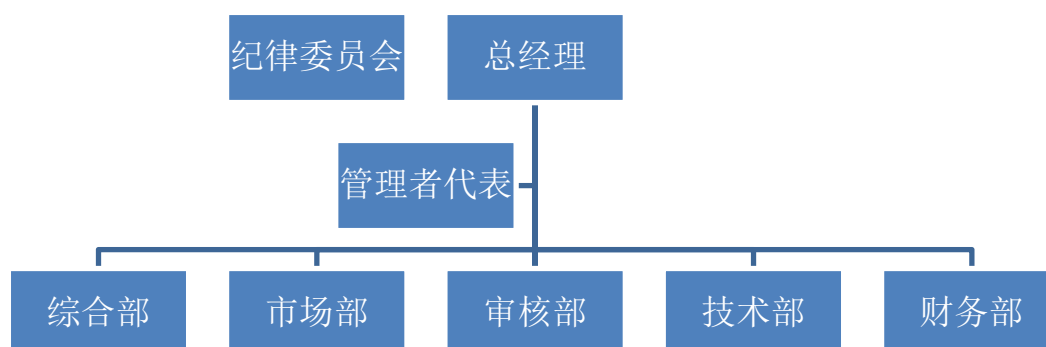 纪律委员会
总经理
管理者代表
综合部
市场部
审核部
技术部
财务部